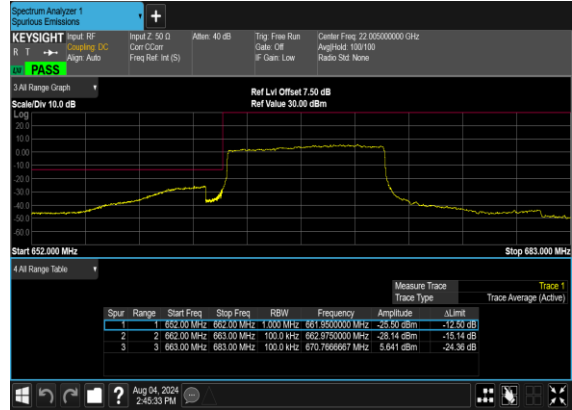 Spectrum Analyzer 1
Spurious Emissions
+
KEYSIGHT Input: RF Input Z: 50 Ω Atten: 40 dB Trig: Free Run Center Freq: 22.005000000 GHz
R T Coupling: DC Corr CCorr Gate: Off Avg|Hold: 100/100
Align: Auto Freq Ref: Int (S) IF Gain: Low Radio Std: None
PASS
3 All Range Graph
Ref Lvl Offset 7.50 dB
Scale/Div 10.0 dB Ref Value 30.00 dBm
Log
20.0
10.0
0.00
-10.0
-20.0
-30.0
-40.0
-50.0
-60.0
Start 652.000 MHz Stop 683.000 MHz
4 All Range Table
Measure Trace Trace 1
Trace Type Trace Average (Active)
Spur Range Start Freq Stop Freq RBW Frequency Amplitude ΔLimit
1 1 652.00 MHz 662.00 MHz 1.000 MHz 661.9500000 MHz -25.50 dBm -12.50 dB
2 2 662.00 MHz 663.00 MHz 100.0 kHz 662.9750000 MHz -28.14 dBm -15.14 dB
3 3 663.00 MHz 683.00 MHz 100.0 kHz 670.7666667 MHz 5.641 dBm -24.36 dB
? Aug 04, 2024
2:45:33 PM